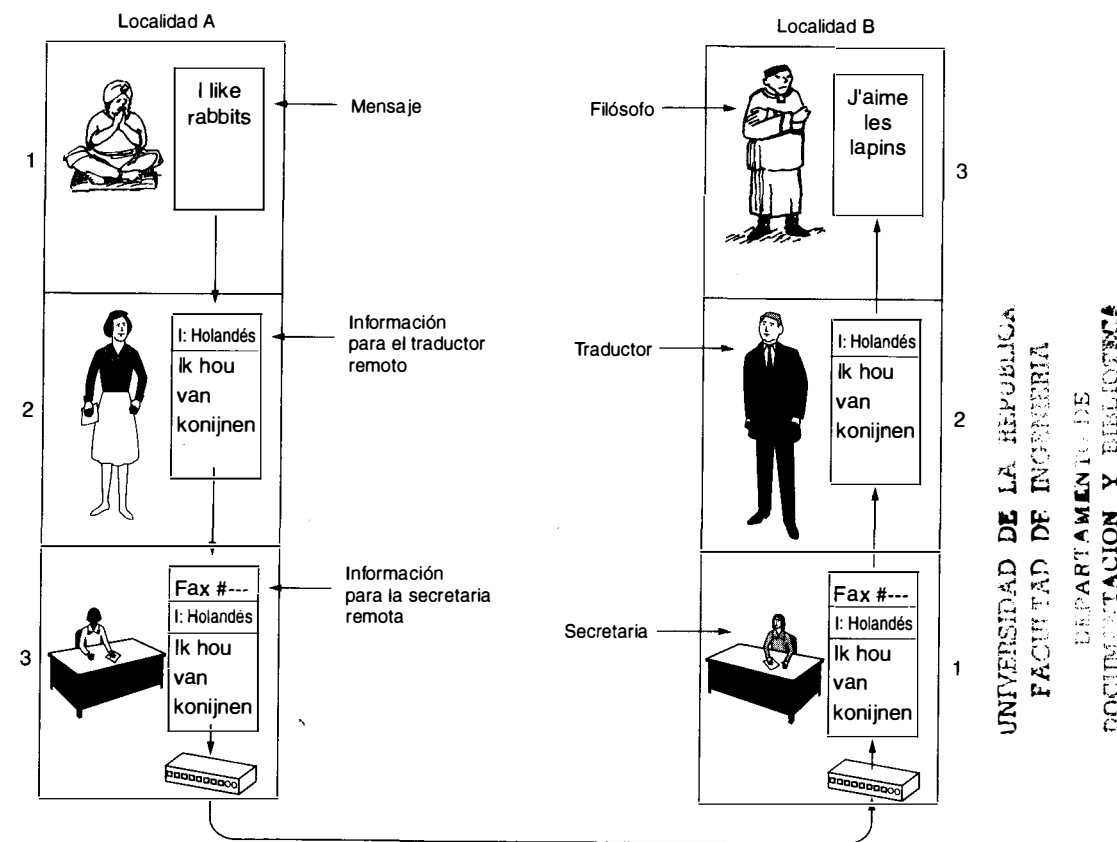 Localidad A
I like
rabbits
Mensaje
1
I: Holandés
Ik hou
van
konijnen
Información
para el traductor
remoto
2
Fax #---
I: Holandés
Ik hou
van
konijnen
Información
para la secretaria
remota
3
Localidad B
Filósofo
J'aime
les
lapins
3
Traductor
I: Holandés
Ik hou
van
konijnen
2
Secretaria
Fax #---
I: Holandés
Ik hou
van
konijnen
1
UNIVERSIDAD DE LA REPUBLICA
FACULTAD DE INGENIERIA
DEPARTAMENTO DE
DOCUMENTACION Y BIBLIOTECA